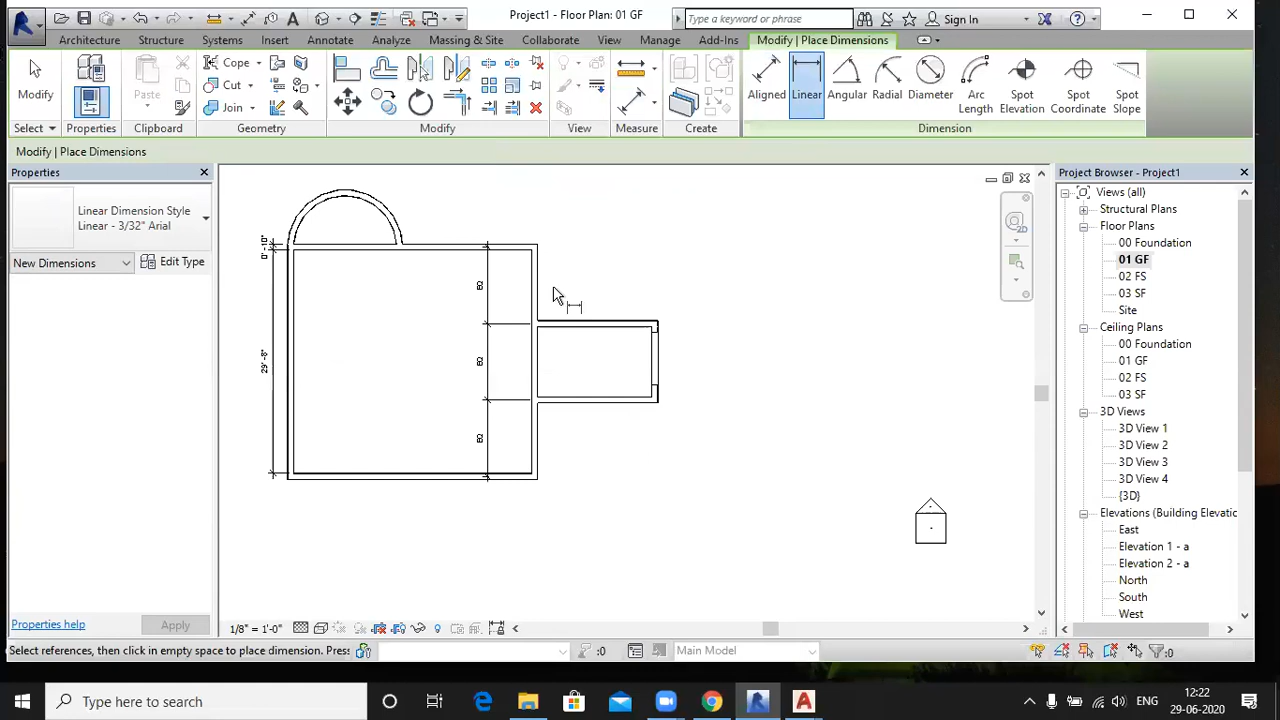 Project1 - Floor Plan: 01 GF
Type a keyword or phrase
Sign In
Architecture
Structure
Systems
Insert
Annotate
Analyze
Massing & Site
Collaborate
View
Manage
Add-Ins
Modify | Place Dimensions
Modify
Paste
Cope
Cut
Join
Aligned
Linear
Angular
Radial
Diameter
Arc
Length
Spot
Elevation
Spot
Coordinate
Spot
Slope
Select
Properties
Clipboard
Geometry
Modify
View
Measure
Create
Dimension
Modify | Place Dimensions
Properties
Linear Dimension Style
Linear - 3/32" Arial
New Dimensions
Edit Type
Properties help
Apply
0' -10"
29' -8"
EQ
EQ
EQ
1/8" = 1'-0"
Project Browser - Project1
Views (all)
Structural Plans
Floor Plans
00 Foundation
01 GF
02 FS
03 SF
Site
Ceiling Plans
00 Foundation
01 GF
02 FS
03 SF
3D Views
3D View 1
3D View 2
3D View 3
3D View 4
{3D}
Elevations (Building Elevatic
East
Elevation 1 - a
Elevation 2 - a
North
South
West
Select references, then click in empty space to place dimension. Press
:0
Main Model
:0
Type here to search
ENG
12:22
29-06-2020